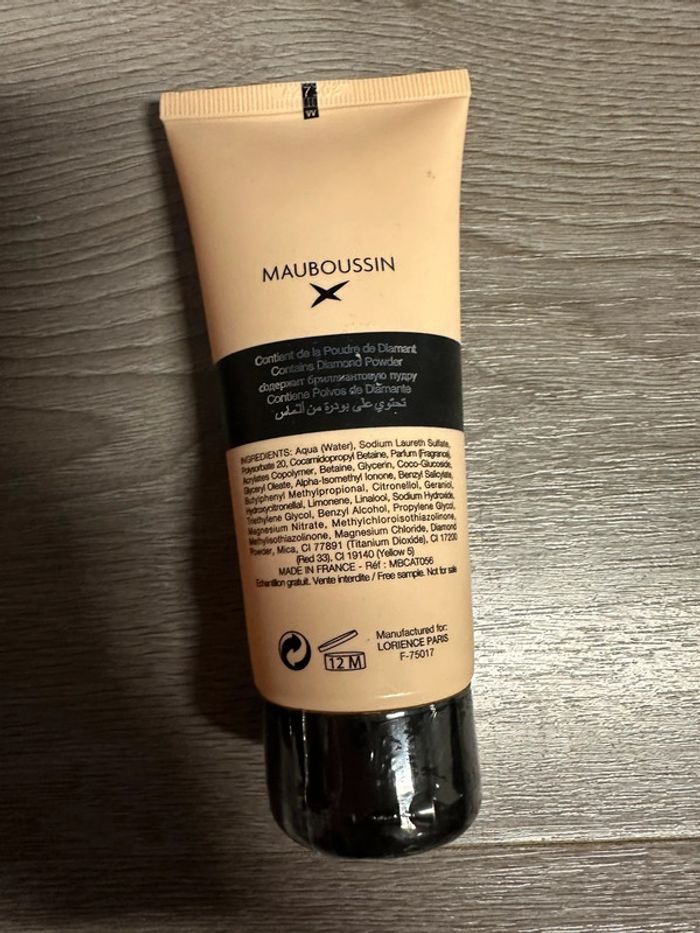 MAUBOUSSIN
Contient de la Poudre de Diamant
Contains Diamond Powder
содержит бриллиантовую пудру
Contiene Polvos de Diamante
تحتوي على بودرة من ألماس
INGREDIENTS: Aqua (Water), Sodium Laureth Sulfate,
Polysorbate 20, Cocamidopropyl Betaine, Parfum (Fragrance),
Acrylates Copolymer, Betaine, Glycerin, Coco-Glucoside,
Glyceryl Oleate, Alpha-Isomethyl Ionone, Benzyl Salicylate,
Butylphenyl Methylpropional, Citronellol, Geraniol,
Hydroxycitronellal, Limonene, Linalool, Sodium Hydroxide,
Triethylene Glycol, Benzyl Alcohol, Propylene Glycol,
Magnesium Nitrate, Methylchloroisothiazolinone,
Methylisothiazolinone, Magnesium Chloride, Diamond
Powder, Mica, CI 77891 (Titanium Dioxide), CI 17200
(Red 33), CI 19140 (Yellow 5)
MADE IN FRANCE - Réf : MBCAT056
Echantillon gratuit. Vente interdite / Free sample. Not for sale
12 M
Manufactured for:
LORIENCE PARIS
F-75017